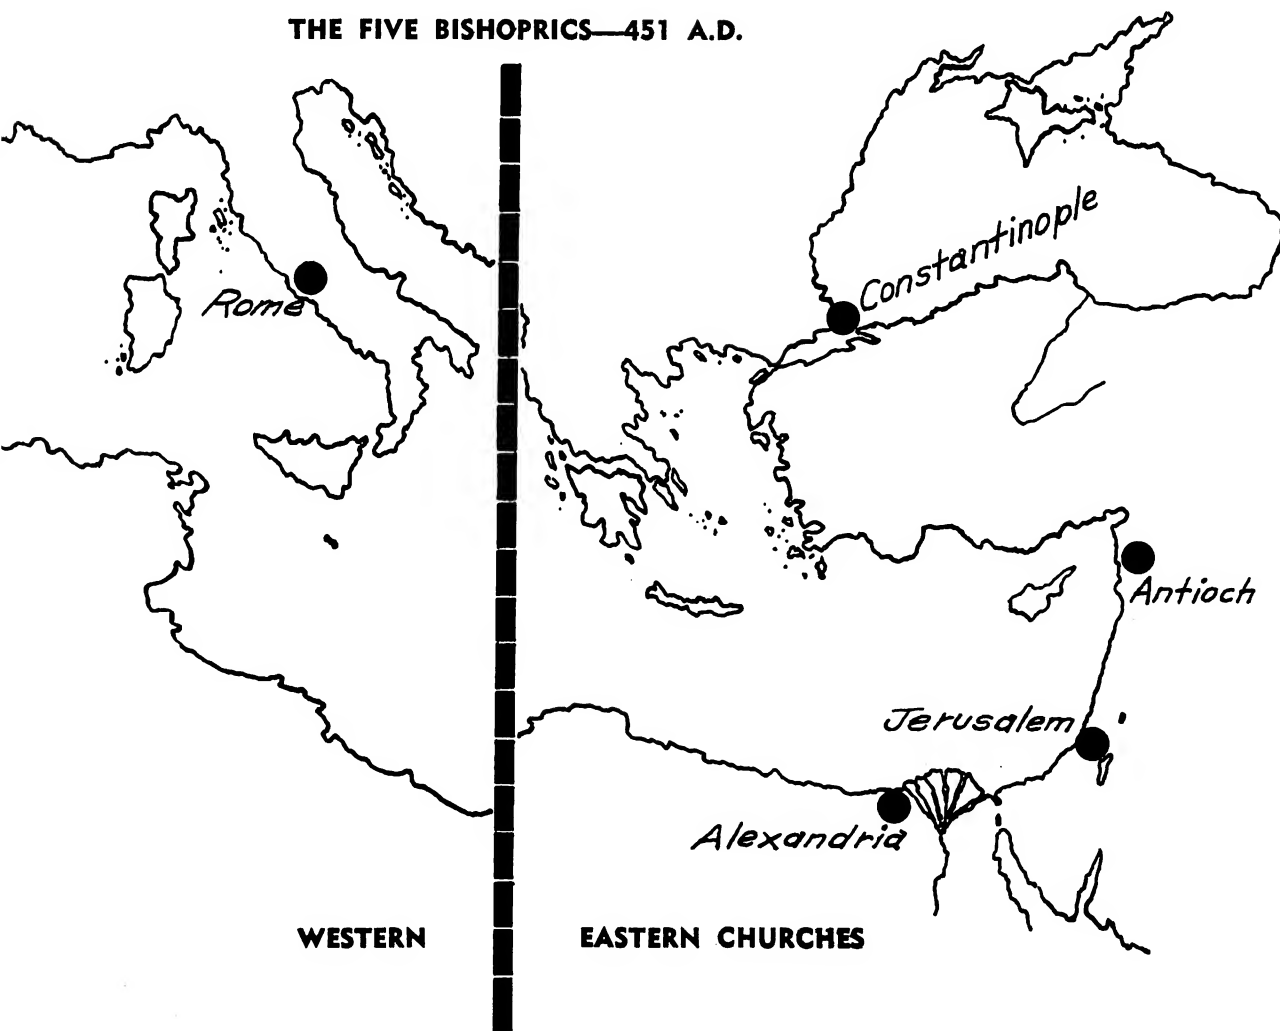 THE FIVE BISHOPRICS—451 A.D.
Constantinople
Rome
Antioch
Jerusalem
Alexandria
WESTERN EASTERN CHURCHES